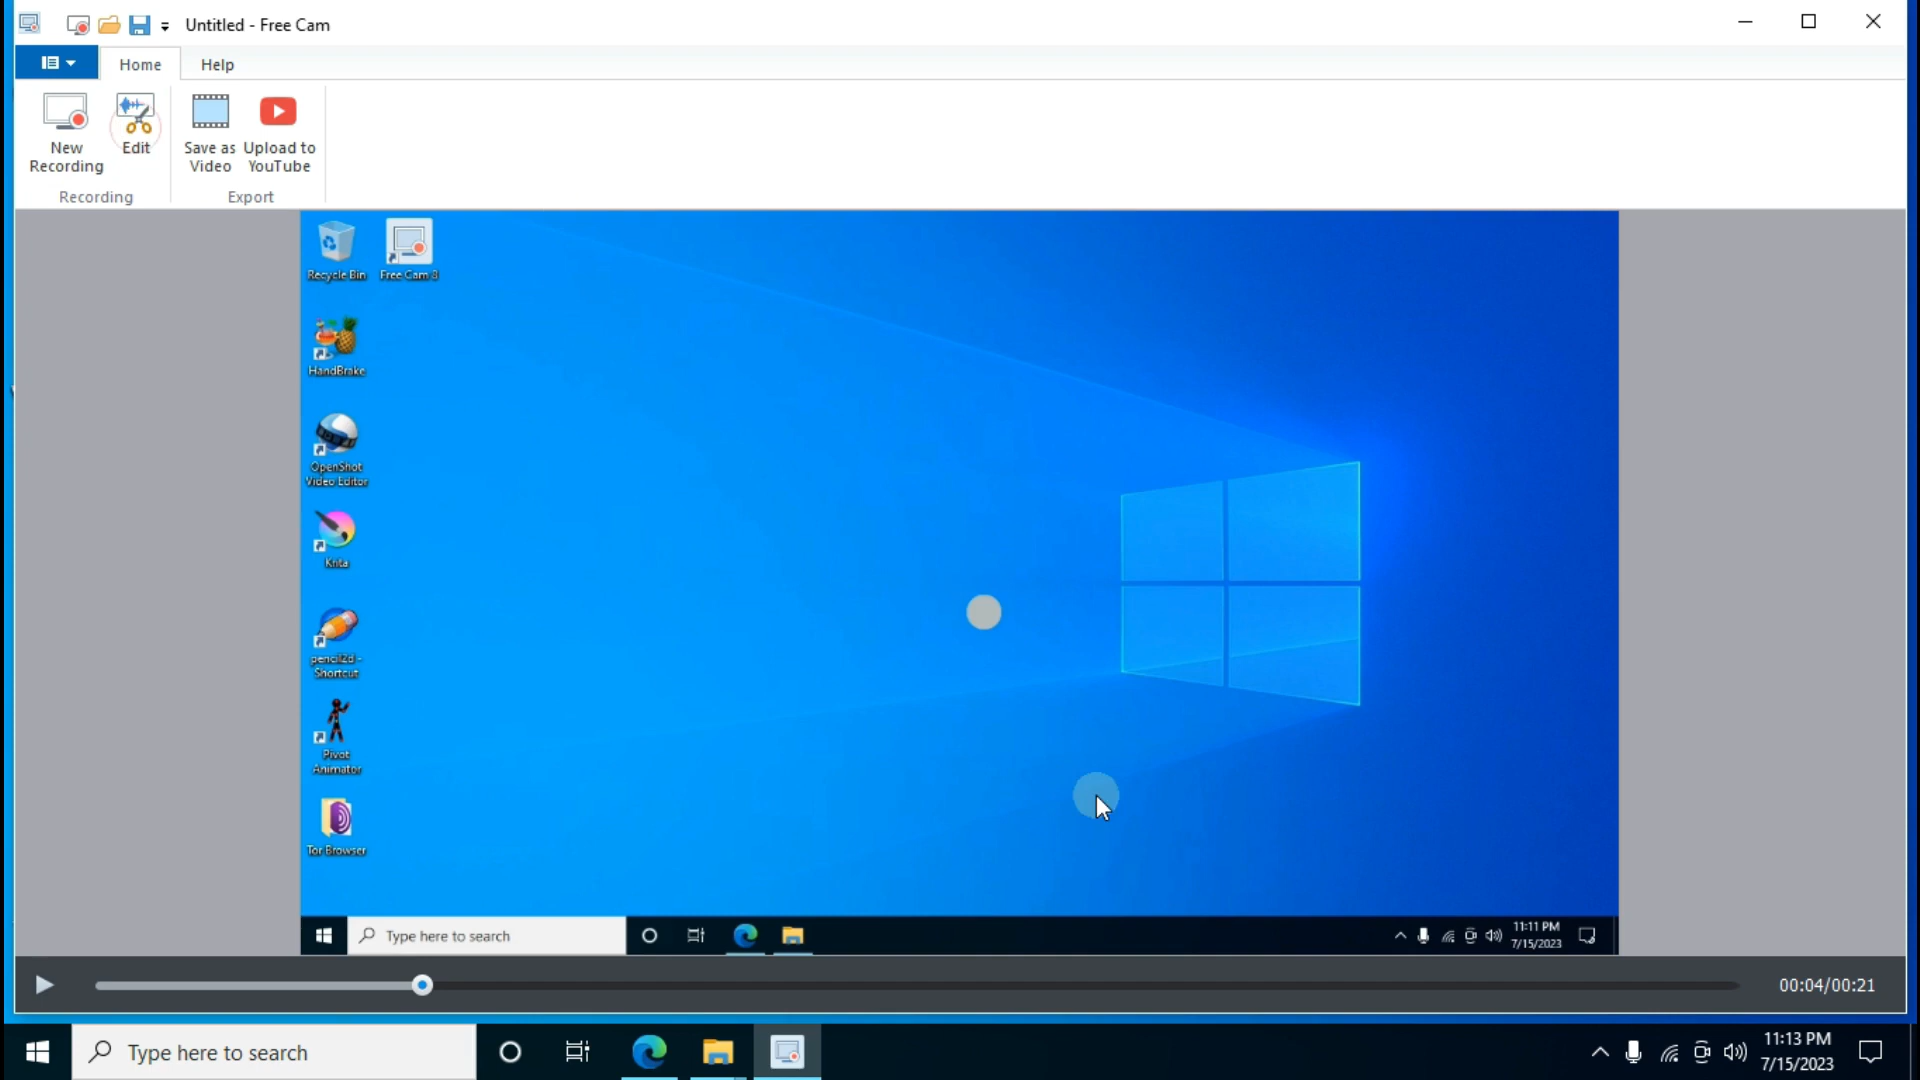 Untitled - Free Cam
Home
Help
New
Recording
Edit
Save as
Video
Upload to
YouTube
Recording
Export
Recycle Bin
Free Cam 8
HandBrake
OpenShot
Video Editor
Krita
pencil2d -
Shortcut
Pivot
Animator
Tor Browser
Type here to search
11:11 PM
7/15/2023
00:04/00:21
Type here to search
11:13 PM
7/15/2023